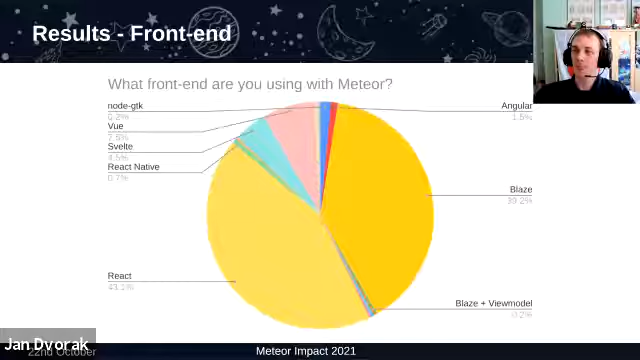 Results - Front-end
What front-end are you using with Meteor?
node-gtk
0.2%
Vue
7.5%
Svelte
4.5%
React Native
0.7%
React
43.1%
Angular
1.5%
Blaze
39.2%
Blaze + Viewmodel
0.2%
Jan Dvorak
22nd October
Meteor Impact 2021